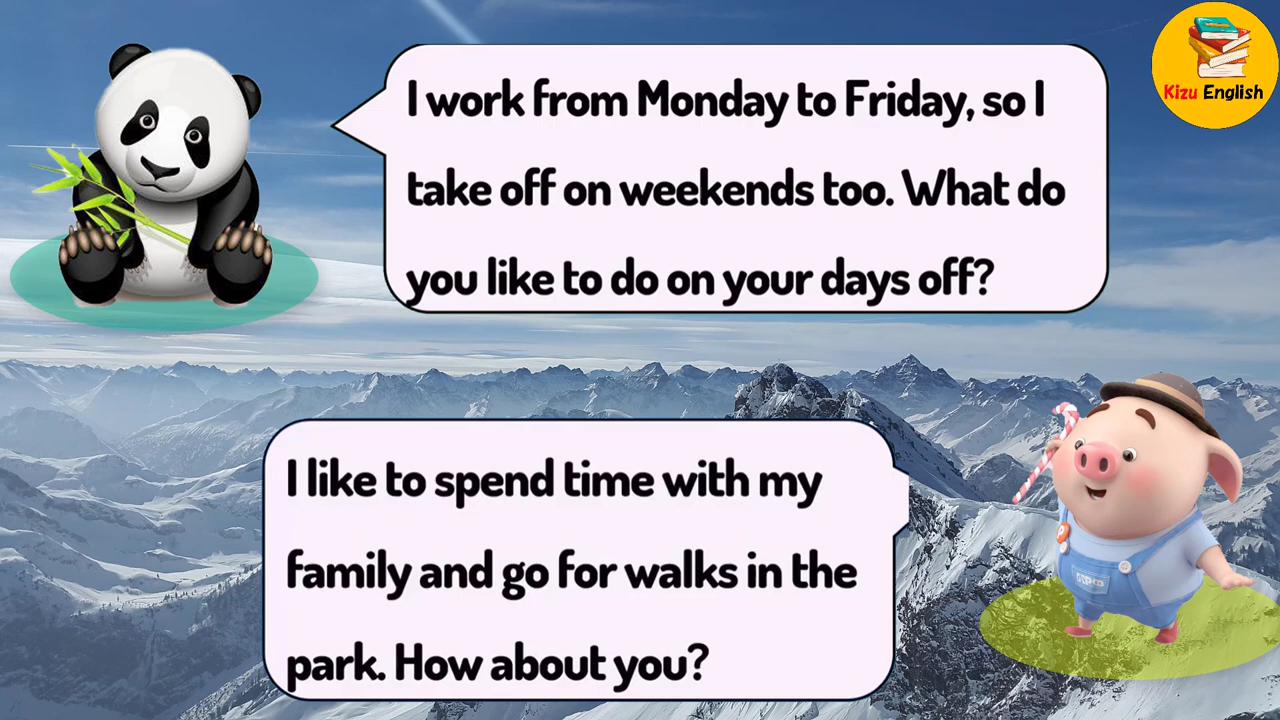 Kizu English
I work from Monday to Friday, so I
take off on weekends too. What do
you like to do on your days off?
I like to spend time with my
family and go for walks in the
park. How about you?